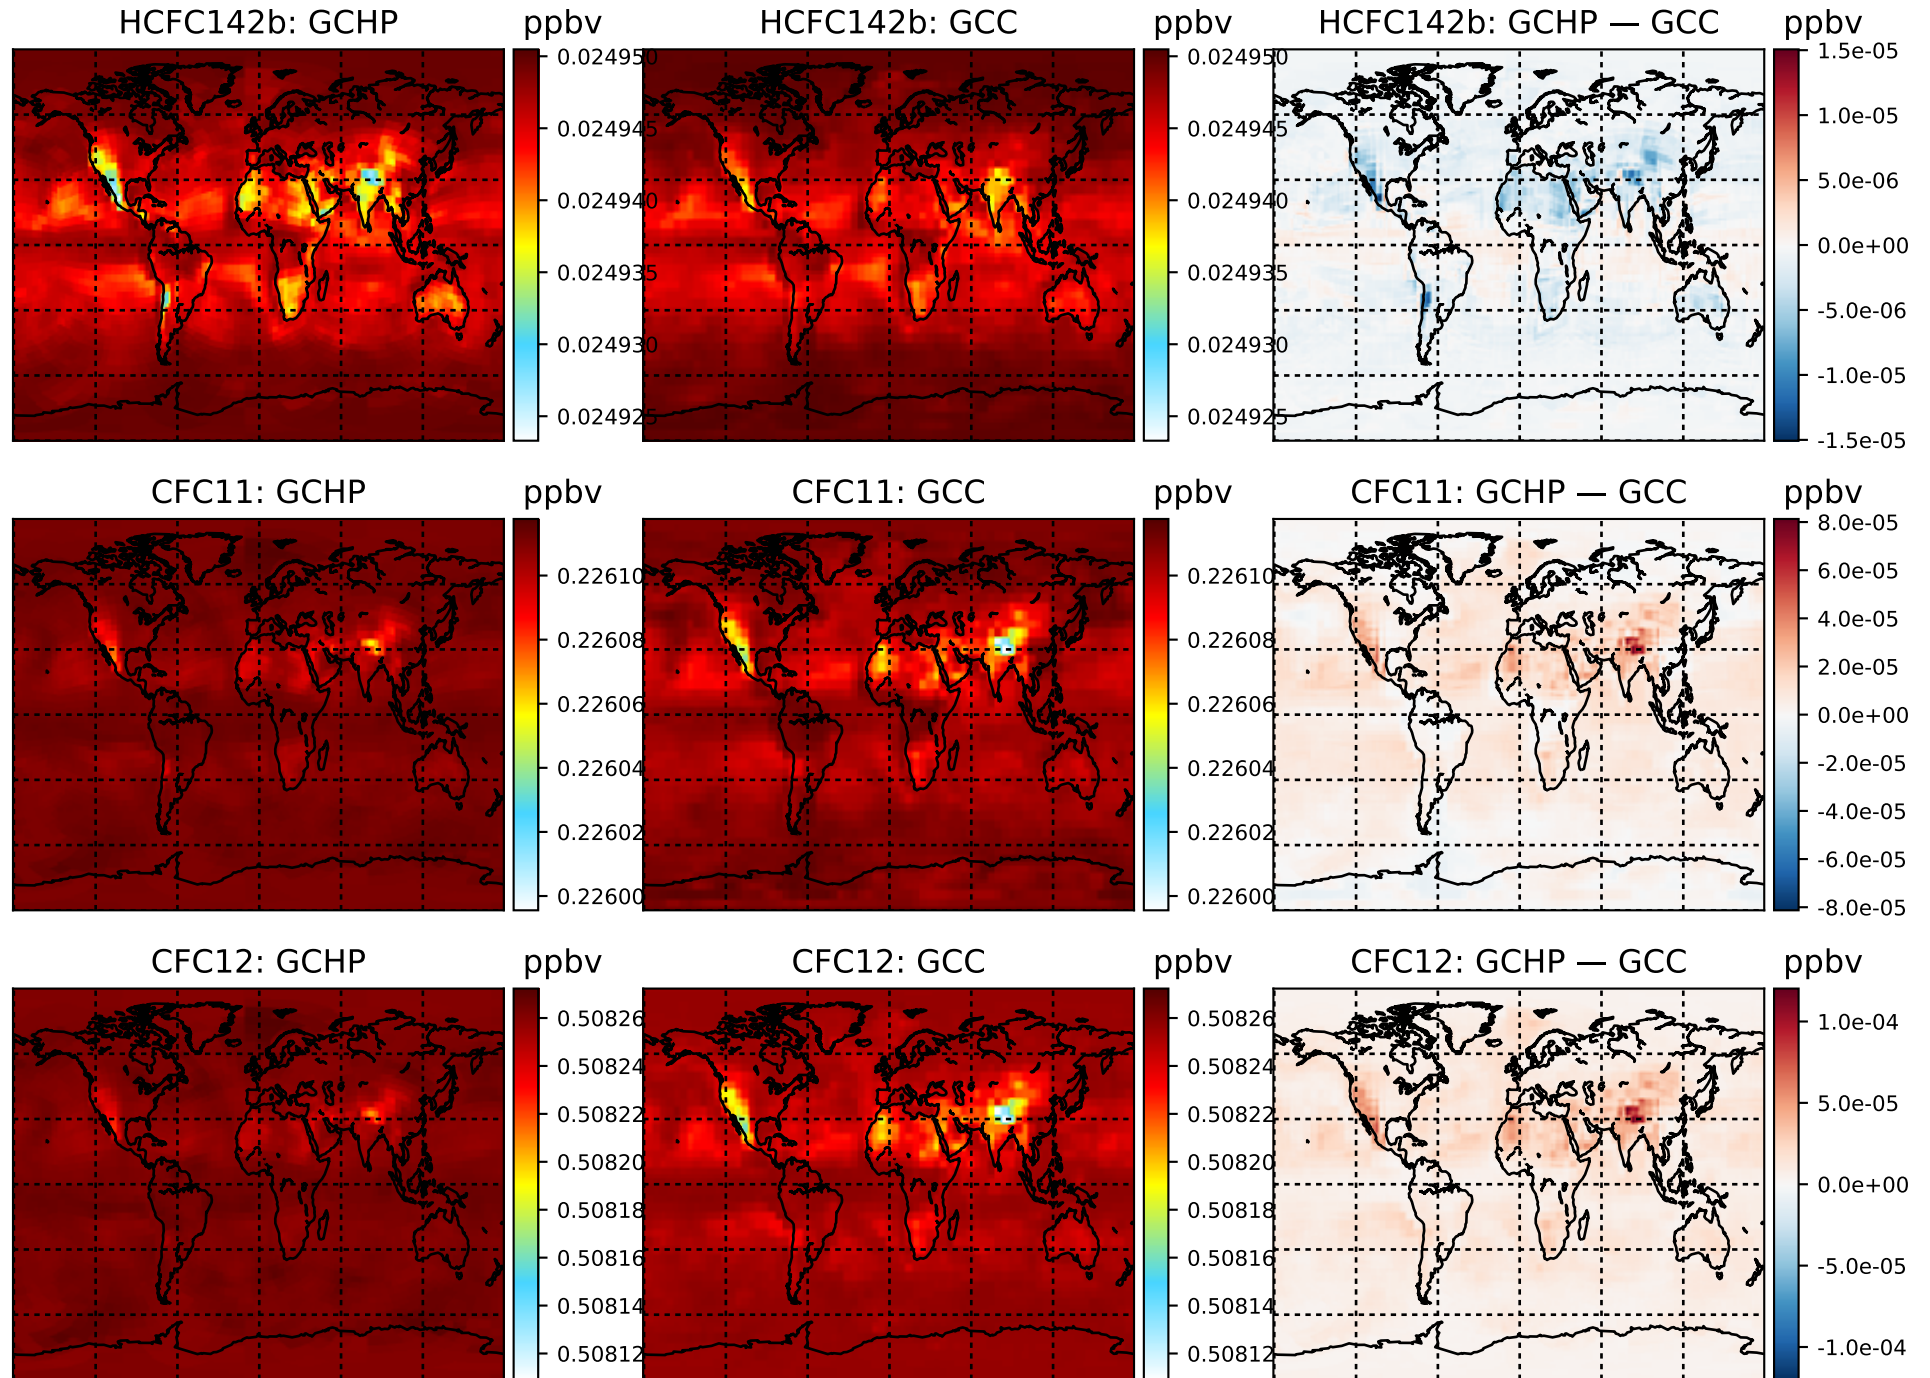 HCFC142b: GCHP ppbv HCFC142b: GCC ppbv HCFC142b: GCHP — GCC ppbv
0.024950 0.024950 1.5e-05
0.024945 0.024945 1.0e-05
0.024940 0.024940 5.0e-06
0.024935 0.024935 0.0e+00
0.024930 0.024930 -5.0e-06
0.024925 0.024925 -1.0e-05
-1.5e-05
CFC11: GCHP ppbv CFC11: GCC ppbv CFC11: GCHP — GCC ppbv
0.22610 0.22610 8.0e-05
0.22608 0.22608 6.0e-05
0.22606 0.22606 4.0e-05
0.22604 0.22604 2.0e-05
0.22602 0.22602 0.0e+00
0.22600 0.22600 -2.0e-05
-4.0e-05
-6.0e-05
-8.0e-05
CFC12: GCHP ppbv CFC12: GCC ppbv CFC12: GCHP — GCC ppbv
0.50826 0.50826 1.0e-04
0.50824 0.50824 5.0e-05
0.50822 0.50822 0.0e+00
0.50820 0.50820 -5.0e-05
0.50818 0.50818 -1.0e-04
0.50816 0.50816
0.50814 0.50814
0.50812 0.50812